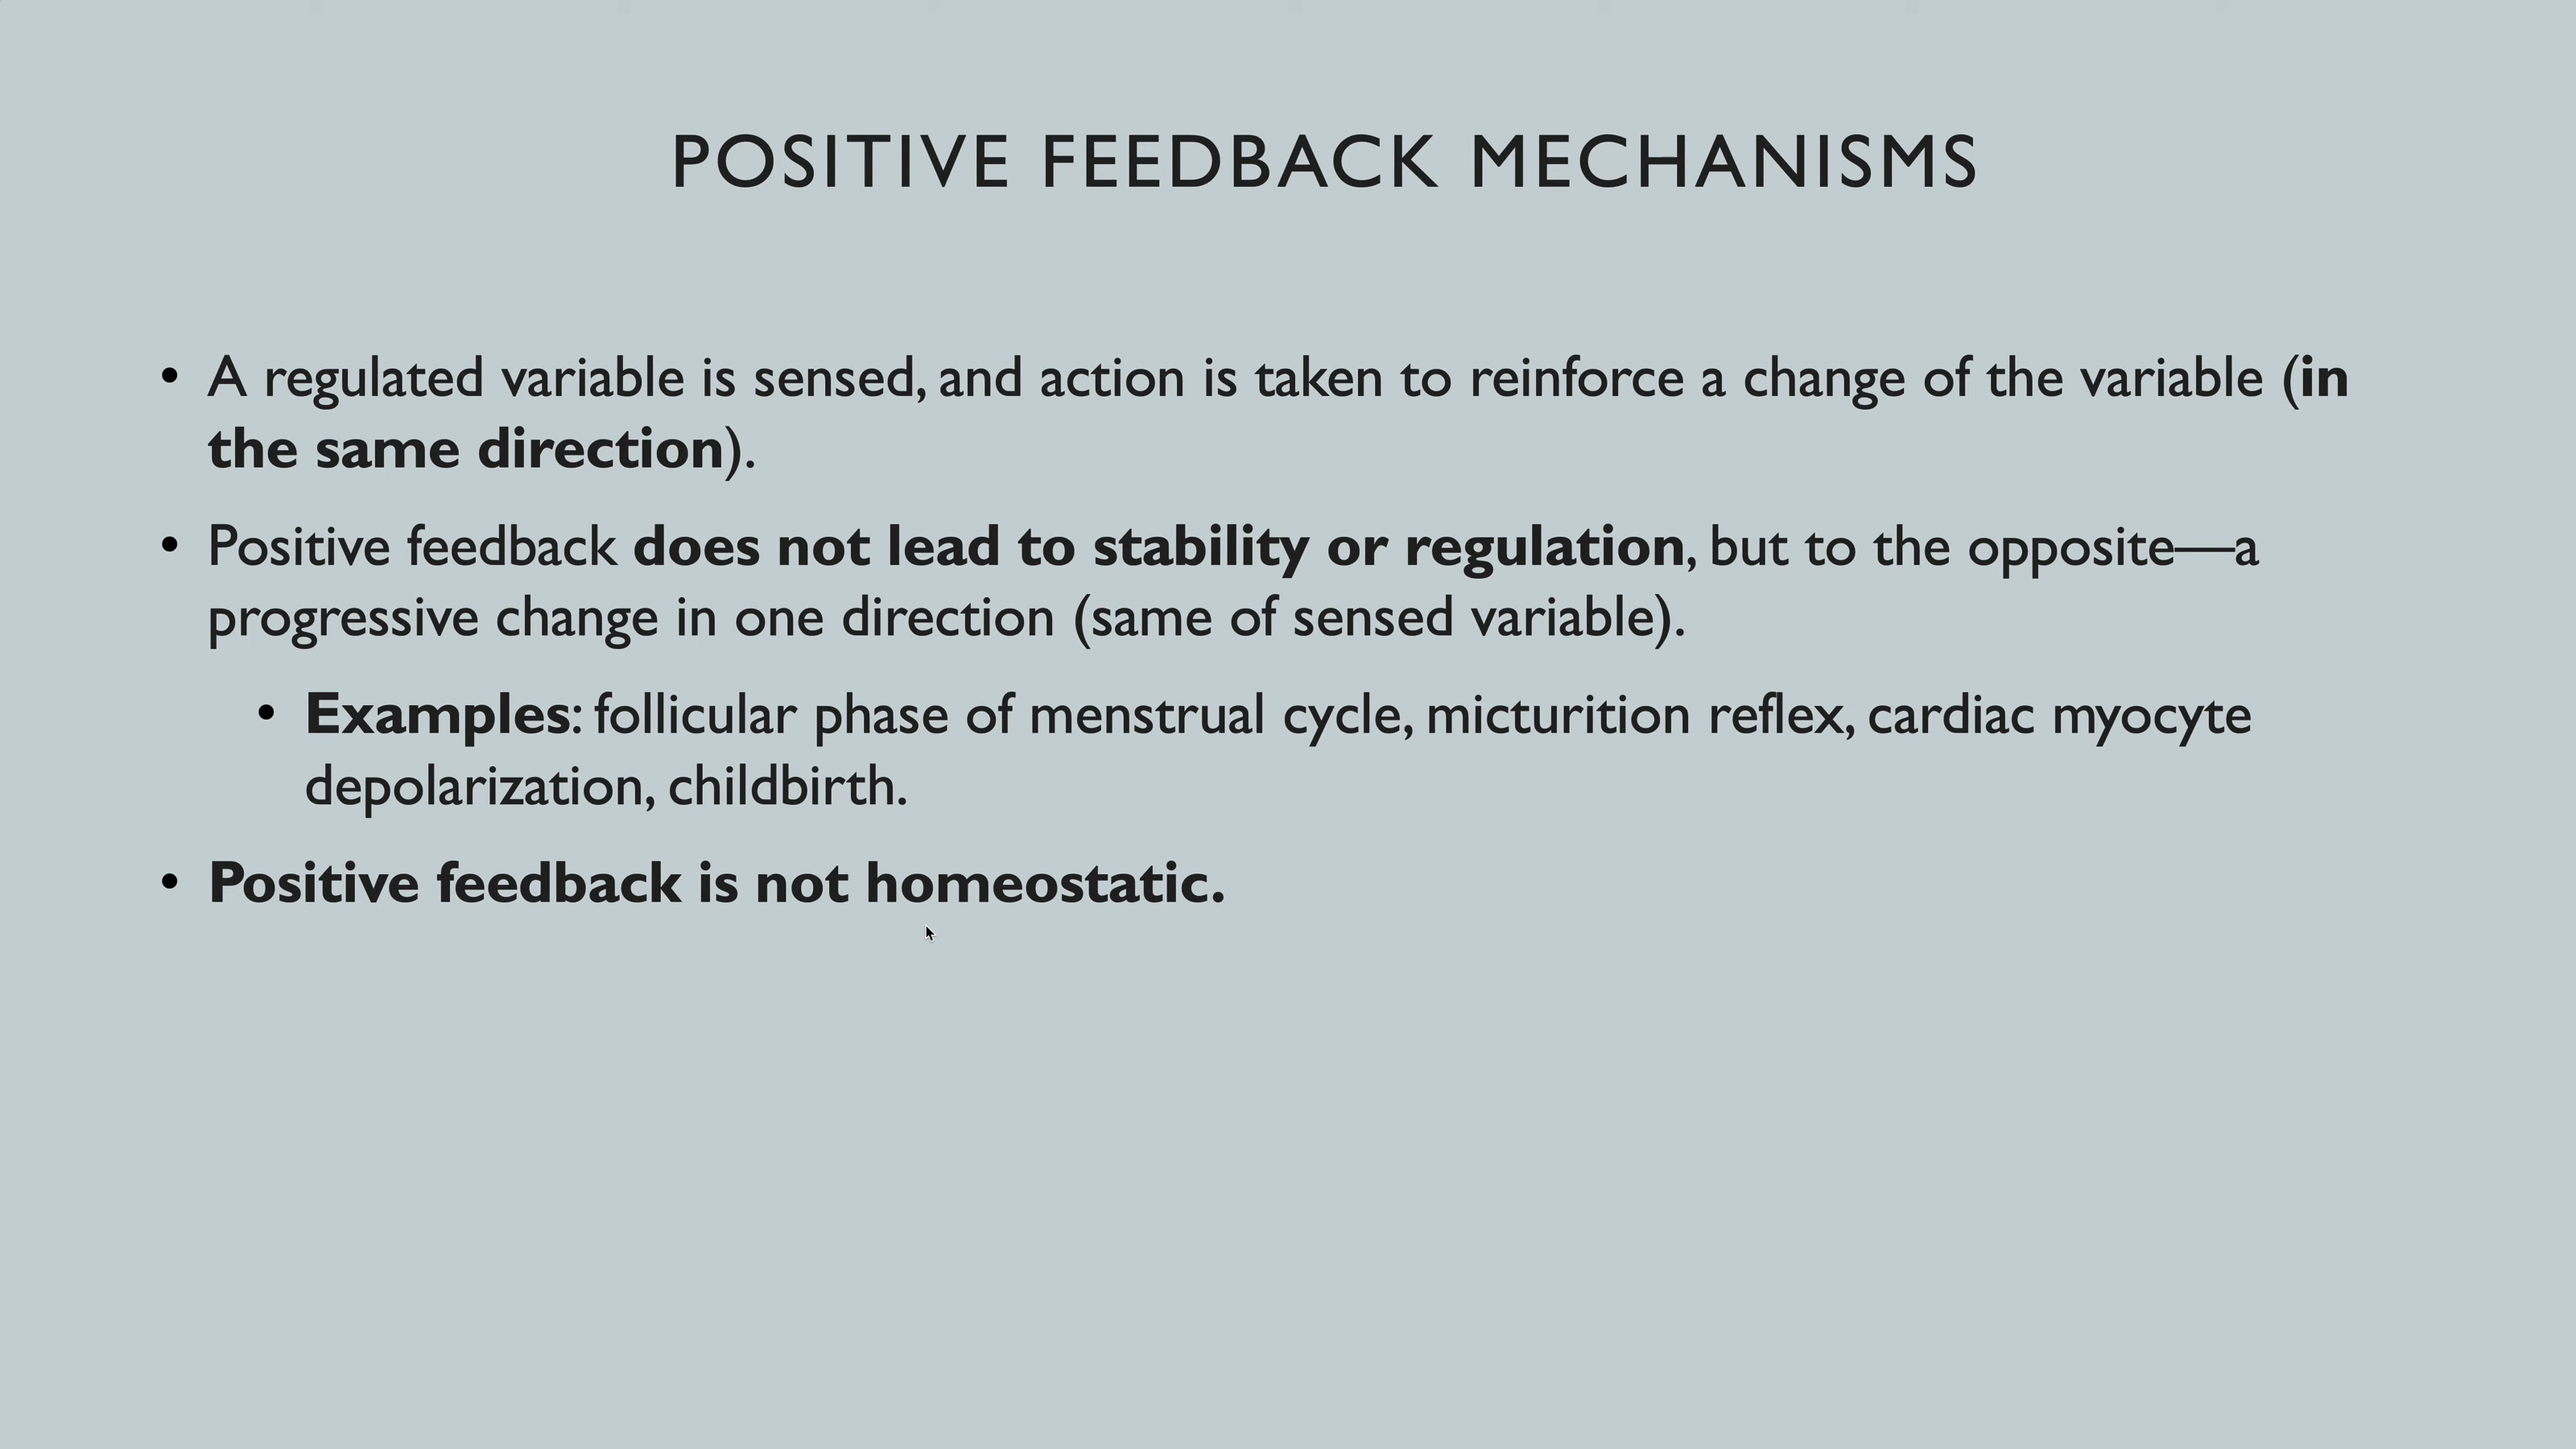 POSITIVE FEEDBACK MECHANISMS
• A regulated variable is sensed, and action is taken to reinforce a change of the variable (in
the same direction).
• Positive feedback does not lead to stability or regulation, but to the opposite—a
progressive change in one direction (same of sensed variable).
• Examples: follicular phase of menstrual cycle, micturition reflex, cardiac myocyte
depolarization, childbirth.
• Positive feedback is not homeostatic.